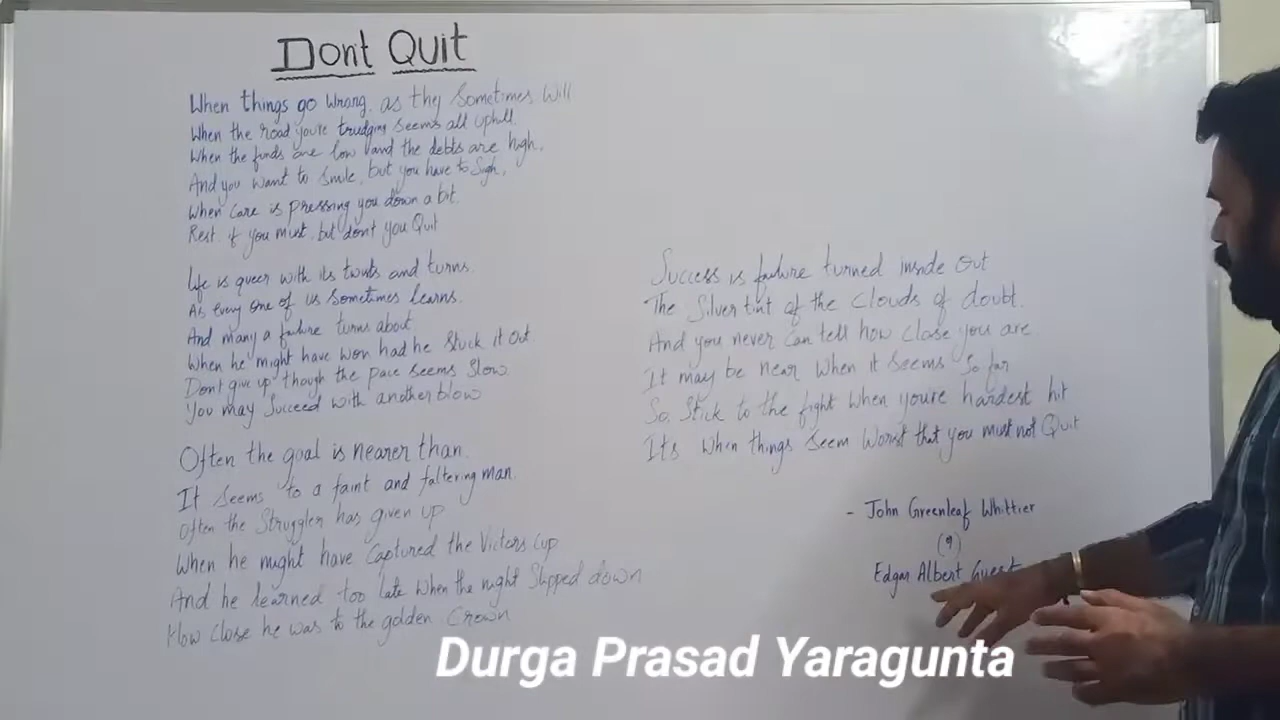 Dont Quit
When things go Wrong, as they Sometimes Will
When the road you're trudging seems all uphill.
When the funds are low and the debts are high,
And you want to Smile, but you have to Sigh,
When Care is pressing you down a bit.
Rest if you must, but dont you Quit
Life is queer with its twists and turns.
As every one of us sometimes learns.
And many a failure turns about
When he might have won had he Stuck it Out
Dont give up though the pace seems Slow
You may Succeed with another blow
Often the goal is nearer than.
It seems to a faint and faltering man.
Often the Struggler has given up
When he might have Captured the Victors Cup
And he learned too late when the night Slipped down
How Close he was to the golden Crown
Success is failure turned inside Out
The Silver tint of the Clouds of doubt.
And you never Can tell how Close you are
It may be near When it seems So far
So, Stick to the fight When youre hardest hit
Its When things Seem Worst that you must not Quit
- John Greenleaf Whittier
Edgar Albert Guest
Durga Prasad Yaragunta